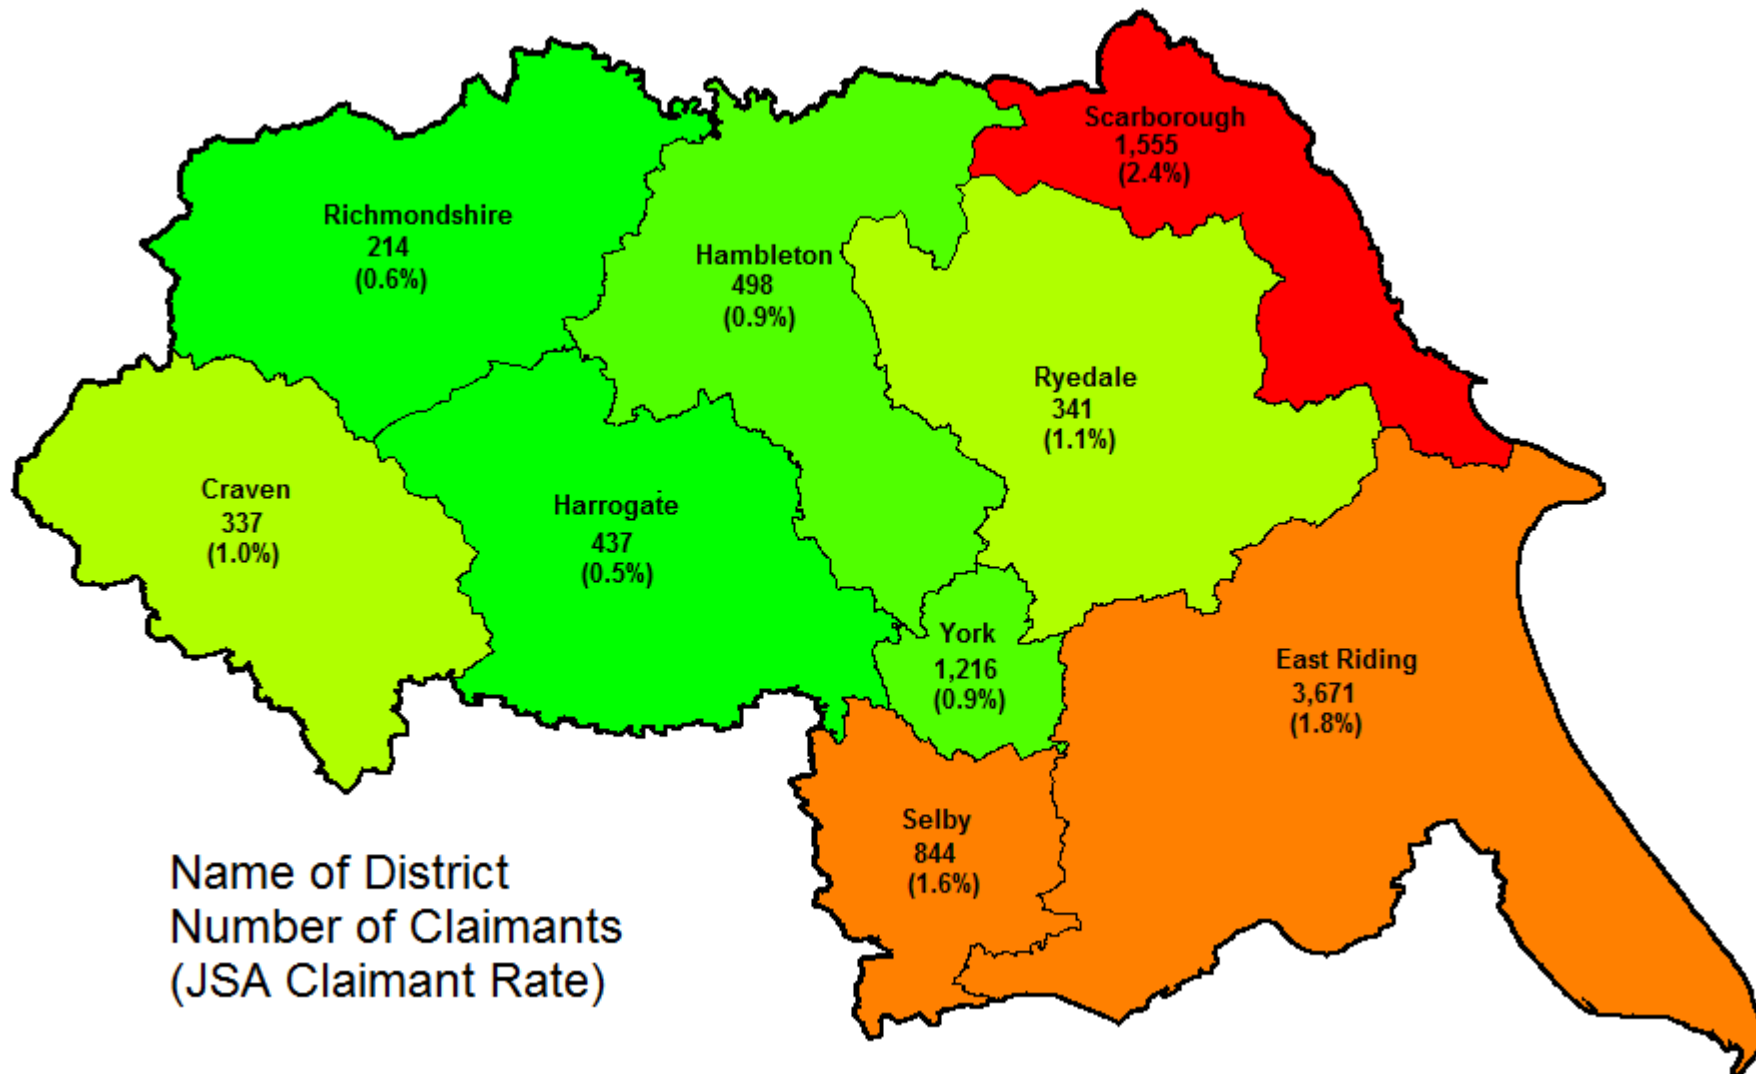 Scarborough
1,555
(2.4%)
Richmondshire
214
(0.6%)
Hambleton
498
(0.9%)
Ryedale
341
(1.1%)
Craven
337
(1.0%)
Harrogate
437
(0.5%)
York
1,216
(0.9%)
East Riding
3,671
(1.8%)
Selby
844
(1.6%)
Name of District
Number of Claimants
(JSA Claimant Rate)